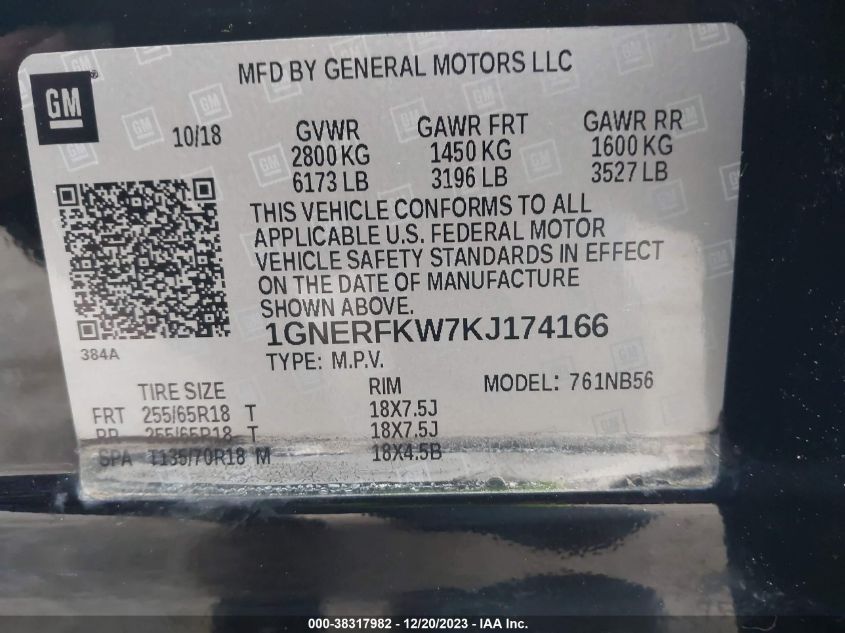 MFD BY GENERAL MOTORS LLC
GM
10/18 GVWR GAWR FRT GAWR RR
2800 KG 1450 KG 1600 KG
6173 LB 3196 LB 3527 LB
THIS VEHICLE CONFORMS TO ALL
APPLICABLE U.S. FEDERAL MOTOR
VEHICLE SAFETY STANDARDS IN EFFECT
ON THE DATE OF MANUFACTURE
SHOWN ABOVE.
1GNERFKW7KJ174166
384A
TYPE: M.P.V.
TIRE SIZE RIM MODEL: 761NB56
FRT 255/65R18 T 18X7.5J
RR 255/65R18 T 18X7.5J
SPA T135/70R18 M 18X4.5B
000-38317982 - 12/20/2023 - IAA Inc.